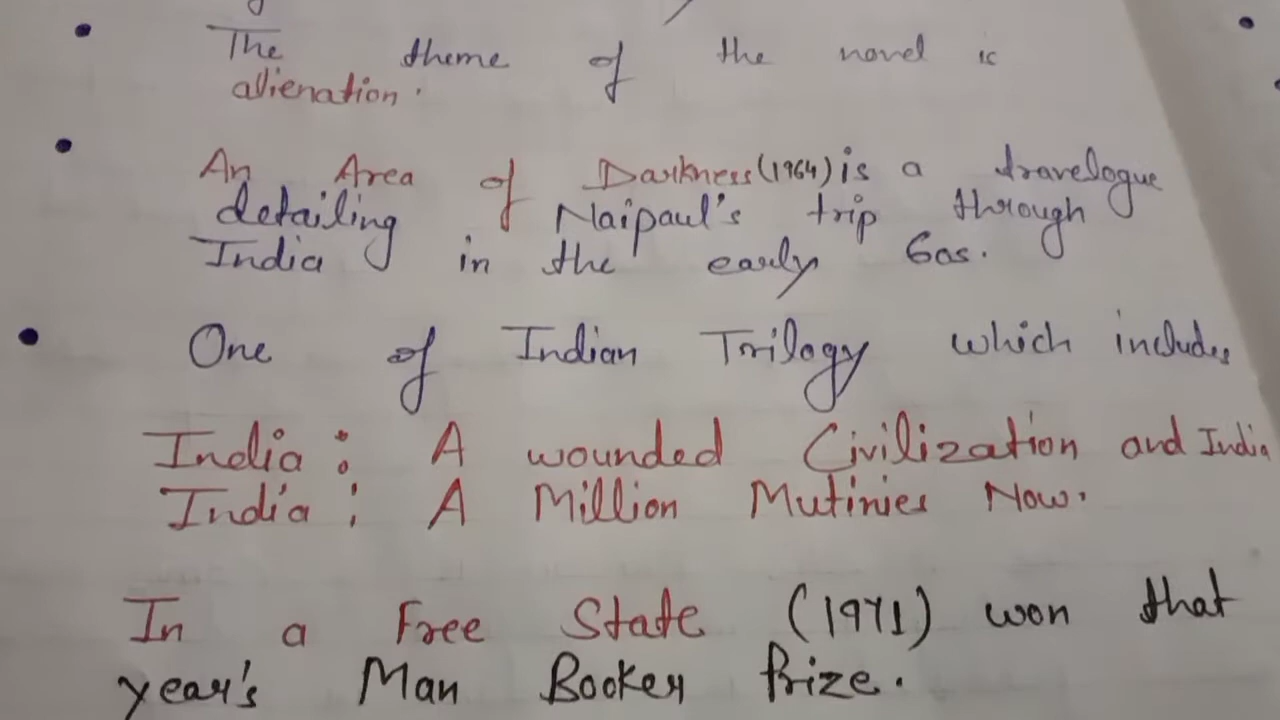 The theme of the novel is
alienation.
An Area of Darkness (1964) is a travelogue
detailing Naipaul's trip through
India in the early 60s.
One of Indian Trilogy which includes
India : A wounded Civilization and India
India : A Million Mutinies Now.
In a Free State (1971) won that
year's Man Booker Prize.